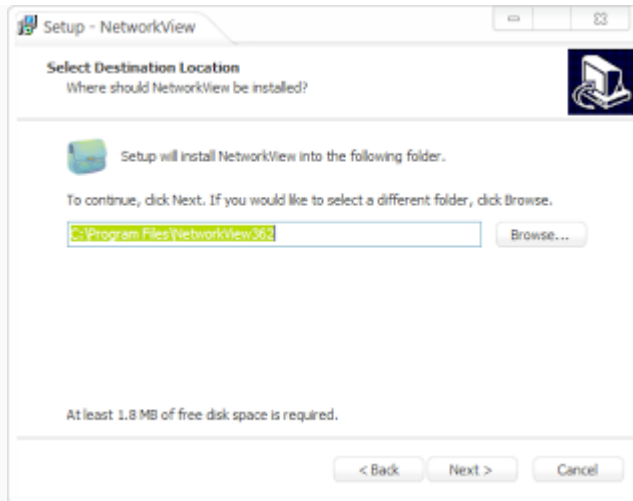 Setup - NetworkView
Select Destination Location
Where should NetworkView be installed?
Setup will install NetworkView into the following folder.
To continue, click Next. If you would like to select a different folder, click Browse.
C:\Program Files\NetworkView362
Browse...
At least 1.8 MB of free disk space is required.
< Back
Next >
Cancel